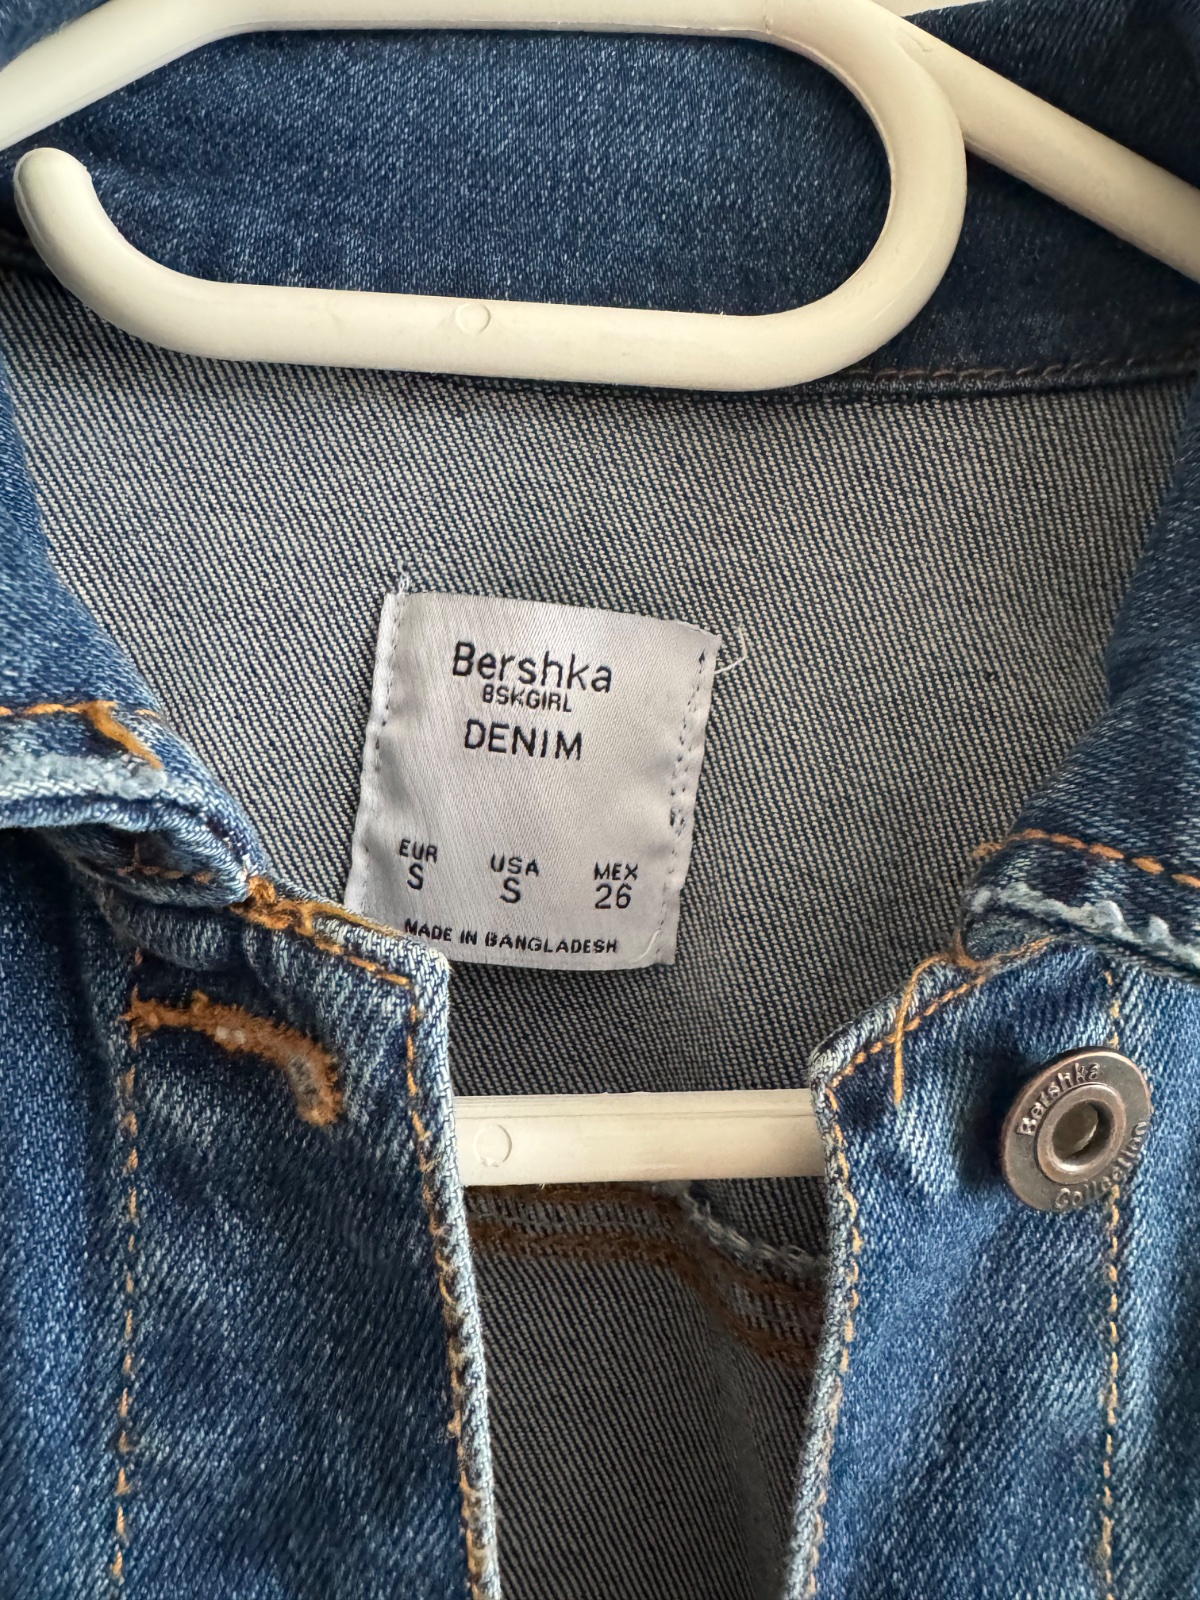 Bershka
BSKGIRL
DENIM
EUR USA MEX
S S 26
MADE IN BANGLADESH
Bershka
Collection